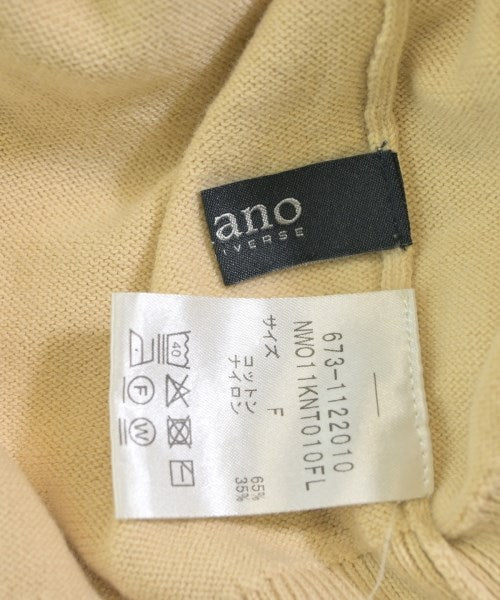 ano
IVERSE
673-1122010
NW011KNT010FL
サイズ F
コットン 65%
ナイロン 35%
40
F
W